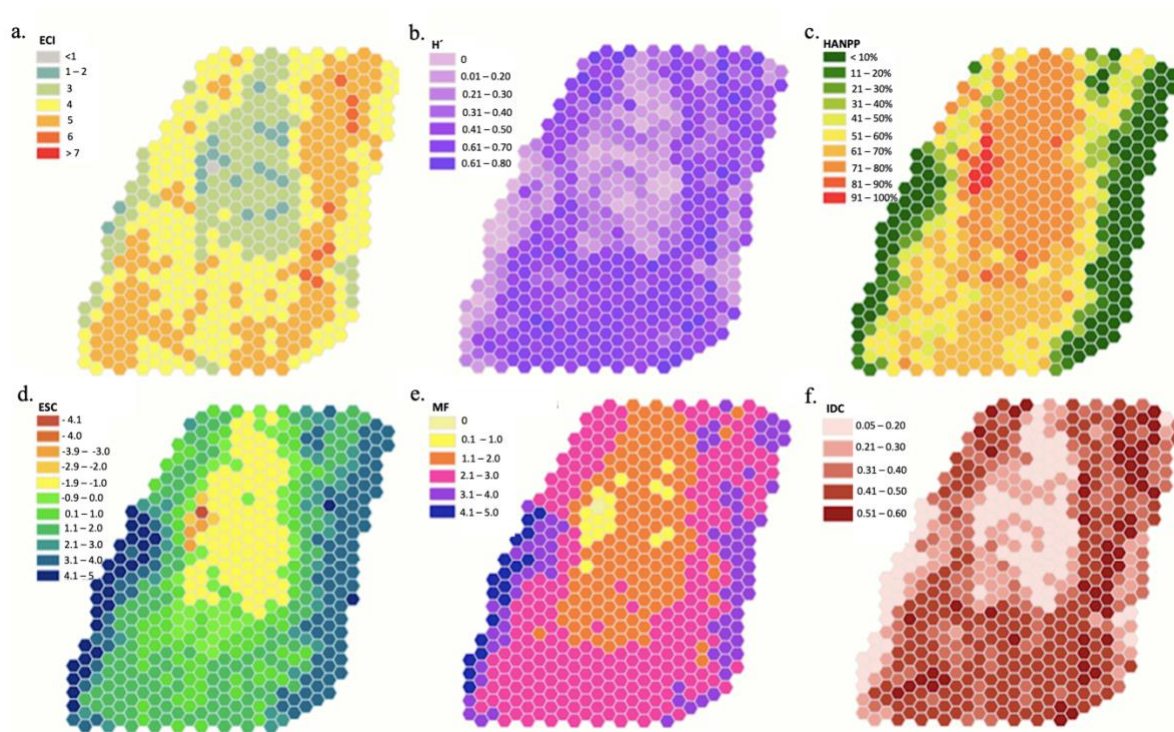 a.
ECI
<1
1 – 2
3
4
5
6
> 7
b.
H´
0
0.01 – 0.20
0.21 – 0.30
0.31 – 0.40
0.41 – 0.50
0.61 – 0.70
0.61 - 0.80
c.
HANPP
< 10%
11 – 20%
21 – 30%
31 – 40%
41 – 50%
51 – 60%
61 – 70%
71 – 80%
81 – 90%
91 – 100%
d.
ESC
- 4.1
- 4.0
-3.9 – -3.0
-2.9 – -2.0
-1.9 – -1.0
-0.9 – 0.0
0.1 – 1.0
1.1 – 2.0
2.1 – 3.0
3.1 – 4.0
4.1 – 5
e.
MF
0
0.1 – 1.0
1.1 – 2.0
2.1 – 3.0
3.1 – 4.0
4.1 – 5.0
f.
IDC
0.05 – 0.20
0.21 – 0.30
0.31 – 0.40
0.41 – 0.50
0.51 – 0.60